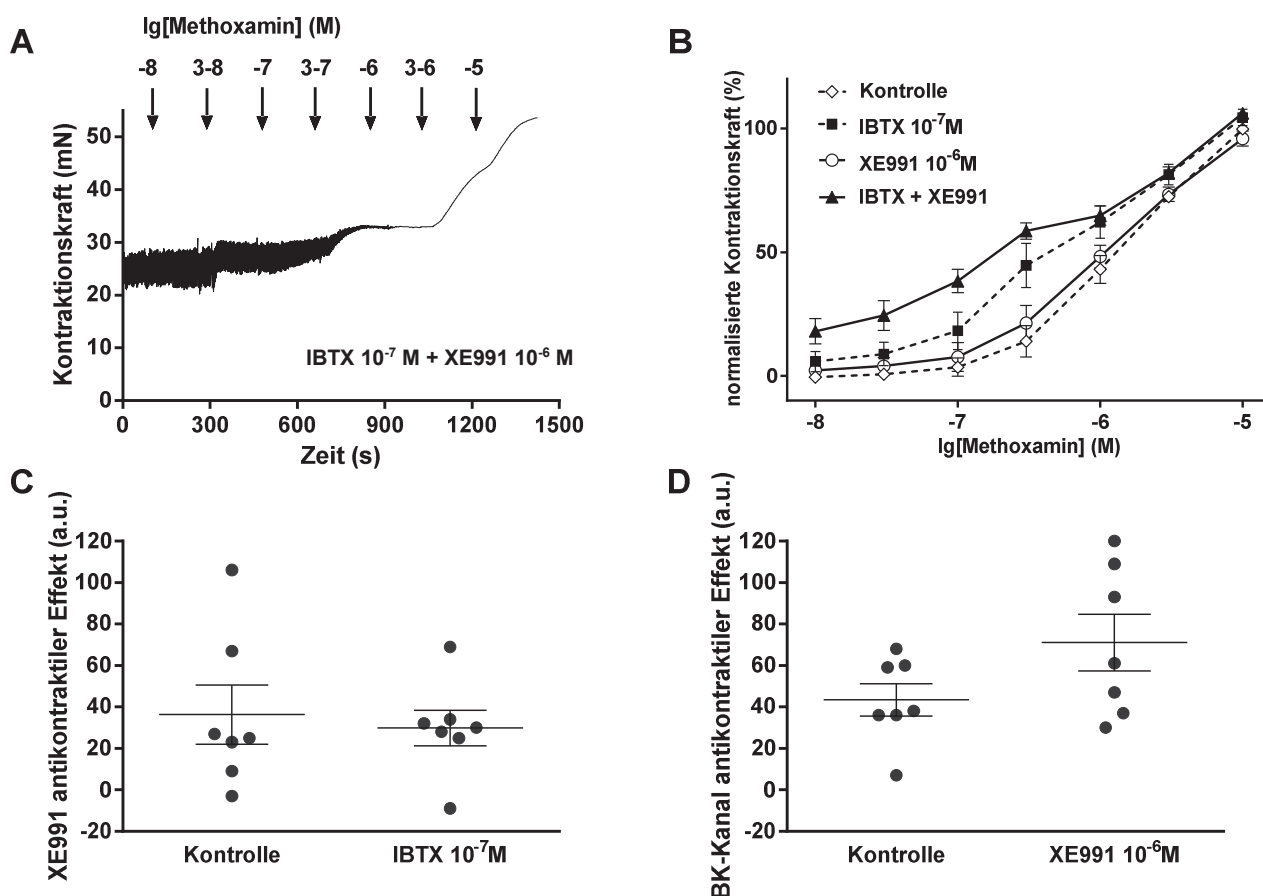 A
lg[Methoxamin] (M)
-8 3-8 -7 3-7 -6 3-6 -5
Kontraktionskraft (mN)
50
40
30
20
10
0
IBTX 10⁻⁷ M + XE991 10⁻⁶ M
0 300 600 900 1200 1500
Zeit (s)
B
normalisierte Kontraktionskraft (%)
100
50
0
Kontrolle
IBTX 10⁻⁷M
XE991 10⁻⁶M
IBTX + XE991
-8 -7 -6 -5
lg[Methoxamin] (M)
C
XE991 antikontraktiler Effekt (a.u.)
120
100
80
60
40
20
0
-20
Kontrolle IBTX 10⁻⁷M
D
BK-Kanal antikontraktiler Effekt (a.u.)
120
100
80
60
40
20
0
-20
Kontrolle XE991 10⁻⁶M